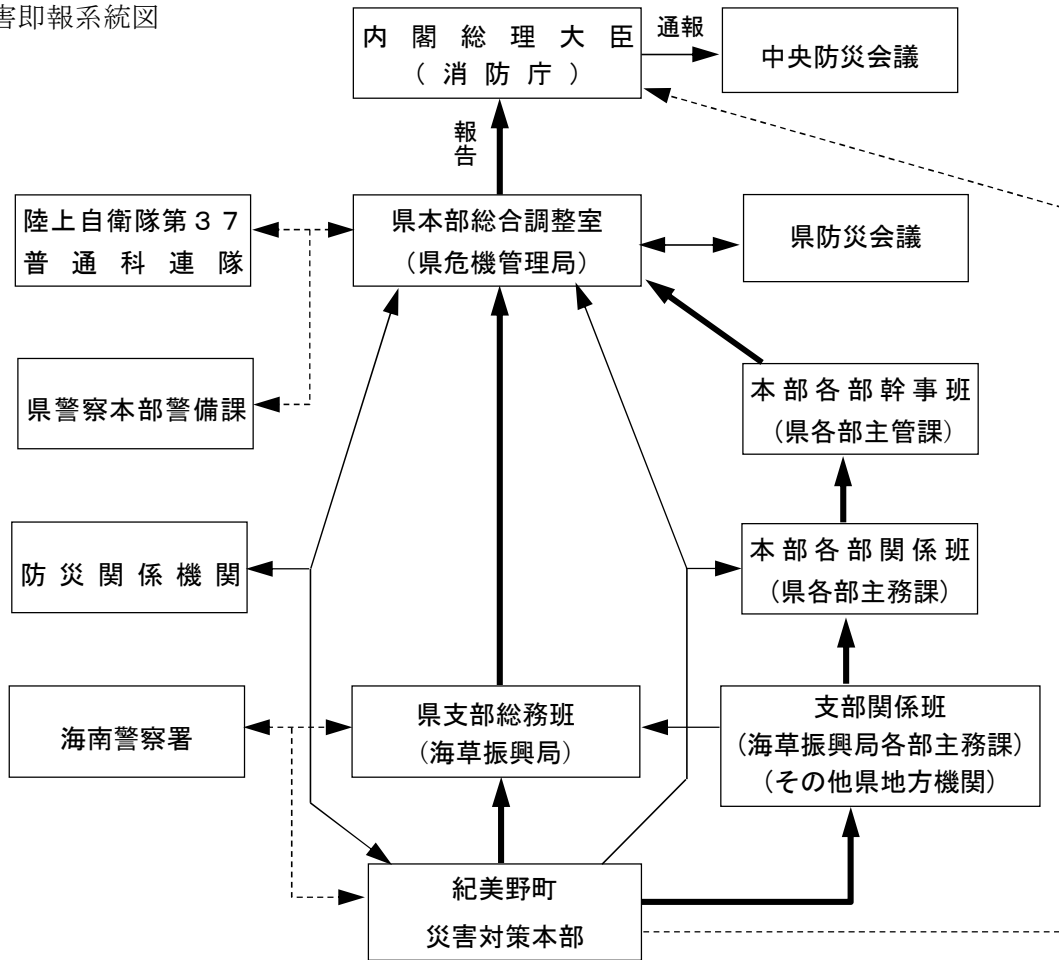 害即報系統図
内閣総理大臣
(消防庁)
通報
中央防災会議
報告
陸上自衛隊第37
普通科連隊
県本部総合調整室
(県危機管理局)
県防災会議
県警察本部警備課
本部各部幹事班
(県各部主管課)
防災関係機関
本部各部関係班
(県各部主務課)
海南警察署
県支部総務班
(海草振興局)
支部関係班
(海草振興局各部主務課)
(その他県地方機関)
紀美野町
災害対策本部